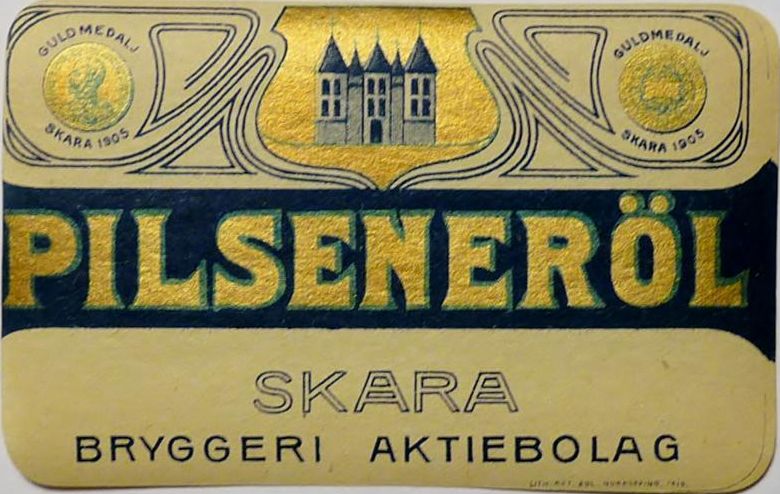 GULDMEDALJ
SKARA 1905
GULDMEDALJ
SKARA 1905
PILSENERÖL
SKARA
BRYGGERI AKTIEBOLAG